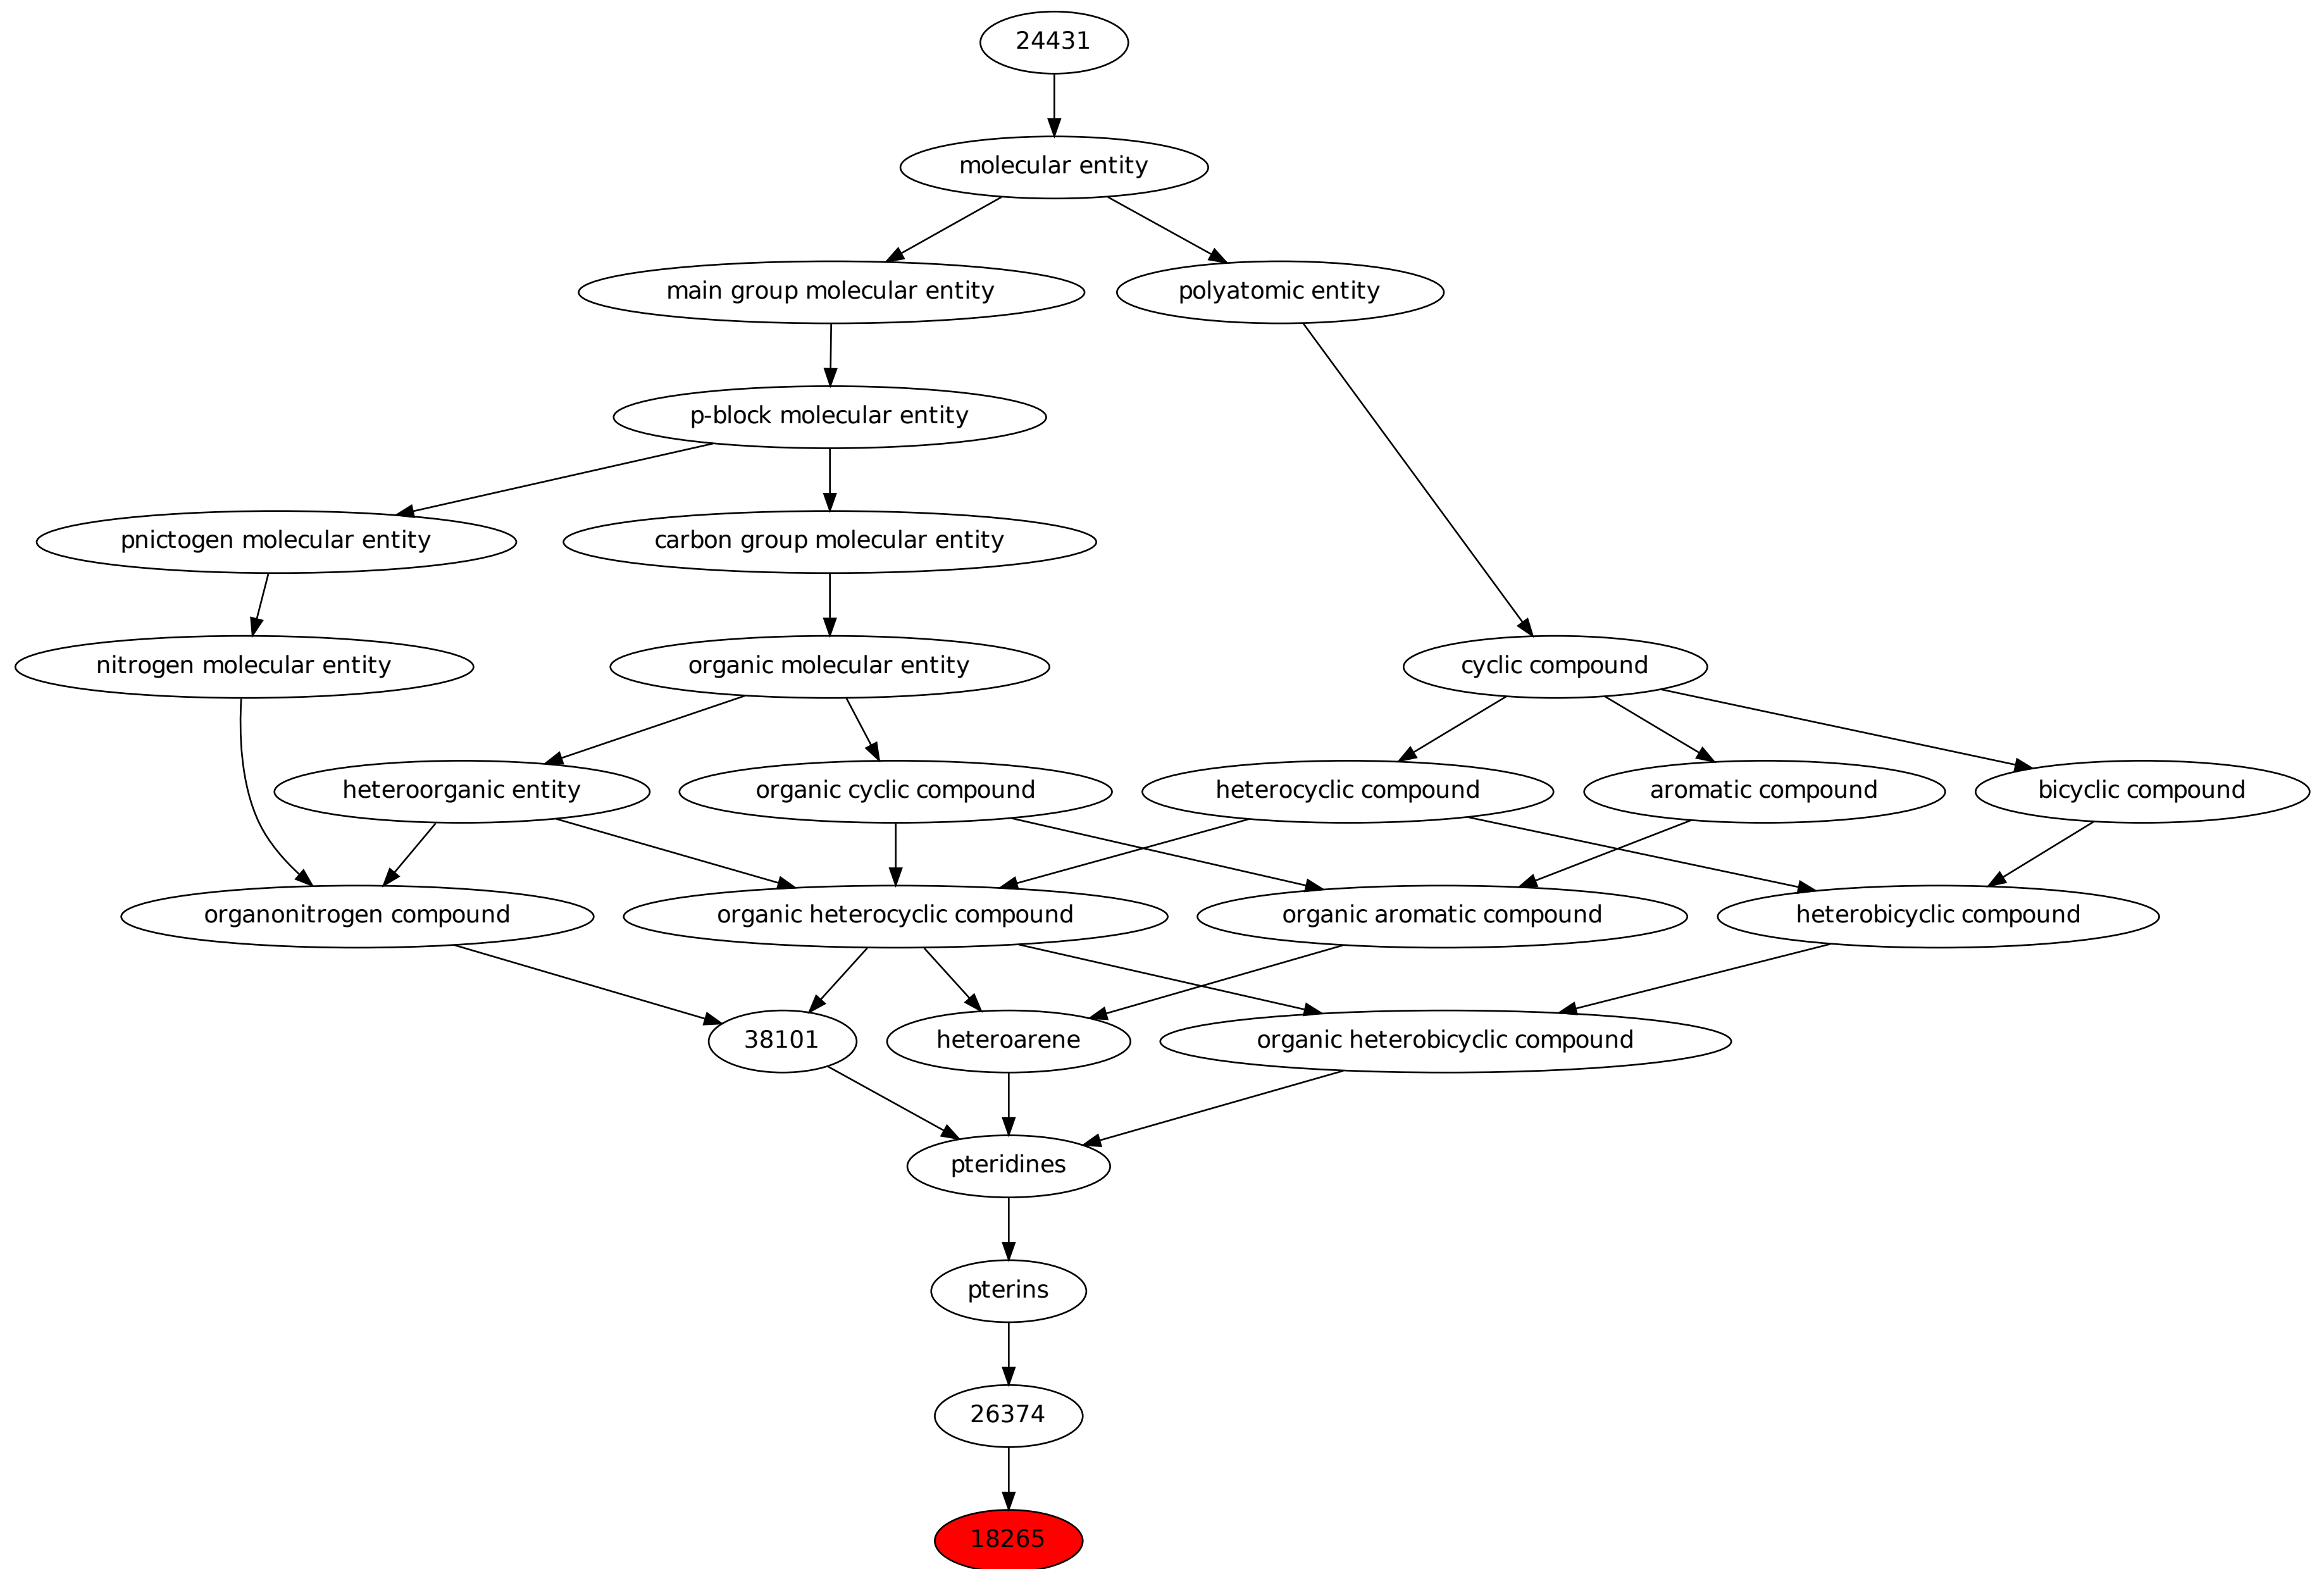 24431
molecular entity
main group molecular entity
polyatomic entity
p-block molecular entity
pnictogen molecular entity
carbon group molecular entity
nitrogen molecular entity
organic molecular entity
cyclic compound
heteroorganic entity
organic cyclic compound
heterocyclic compound
aromatic compound
bicyclic compound
organonitrogen compound
organic heterocyclic compound
organic aromatic compound
heterobicyclic compound
38101
heteroarene
organic heterobicyclic compound
pteridines
pterins
26374
18265